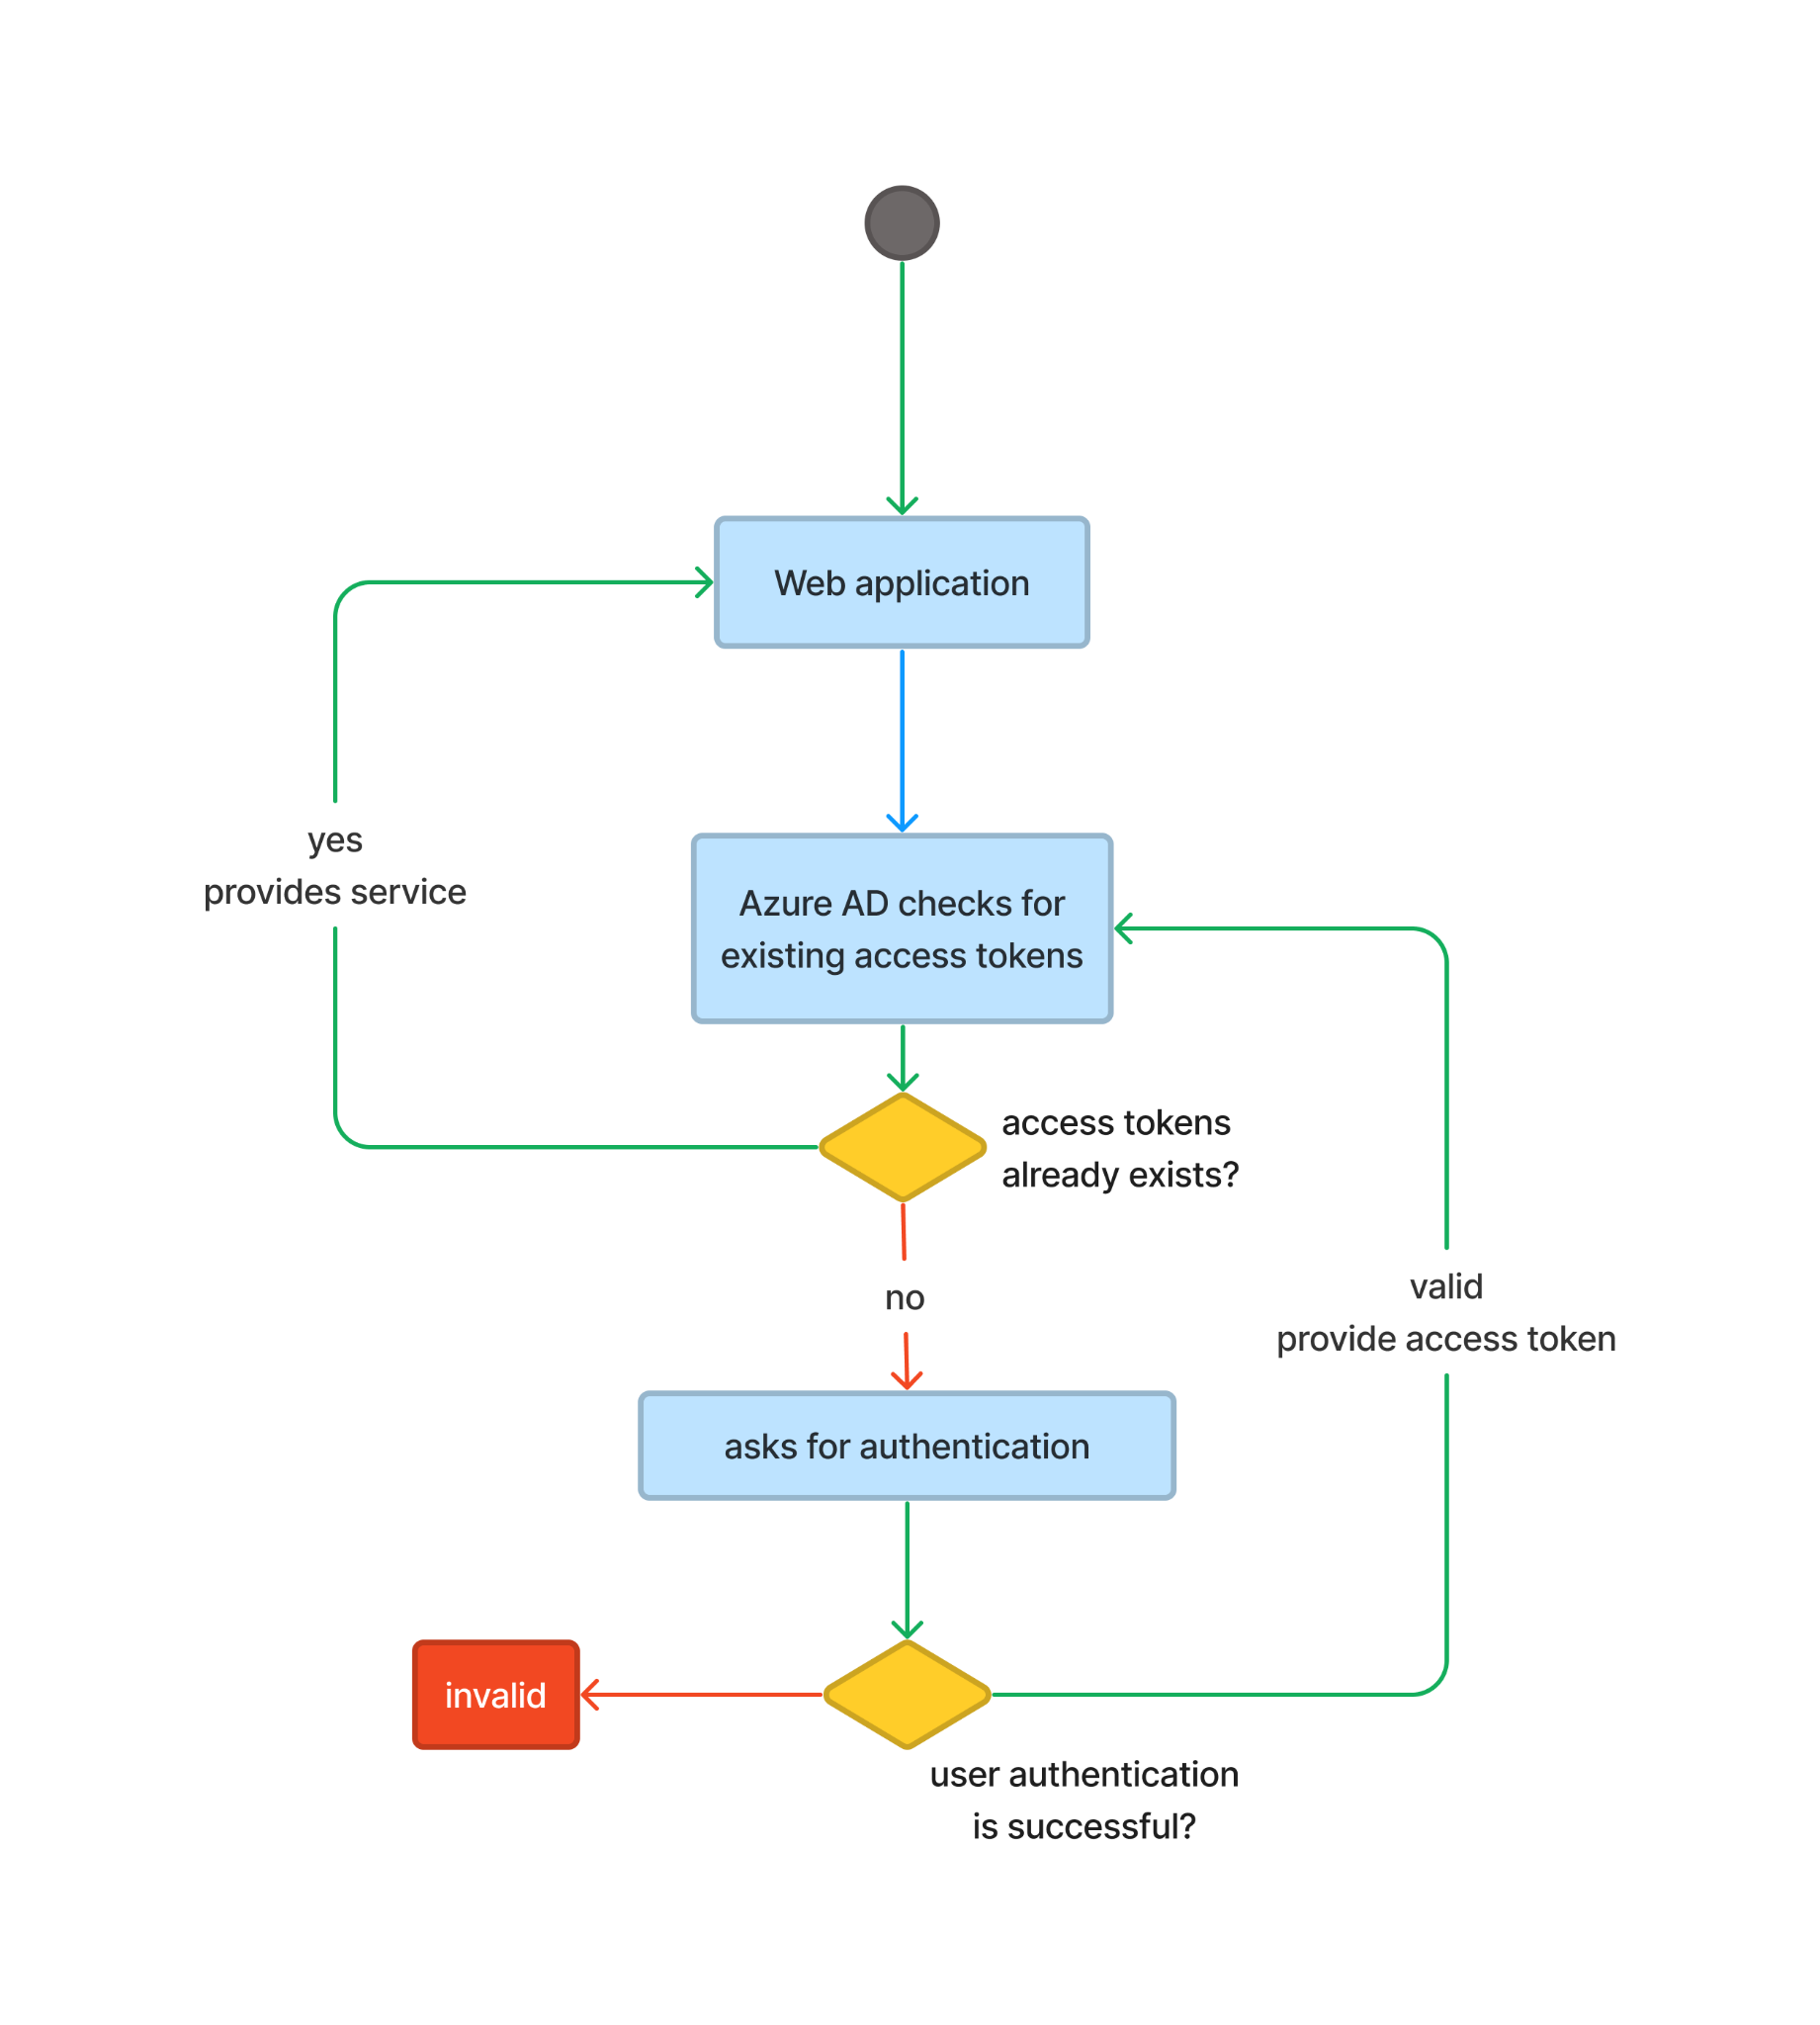 Web application
yes
provides service
Azure AD checks for
existing access tokens
access tokens
already exists?
no
valid
provide access token
asks for authentication
invalid
user authentication
is successful?